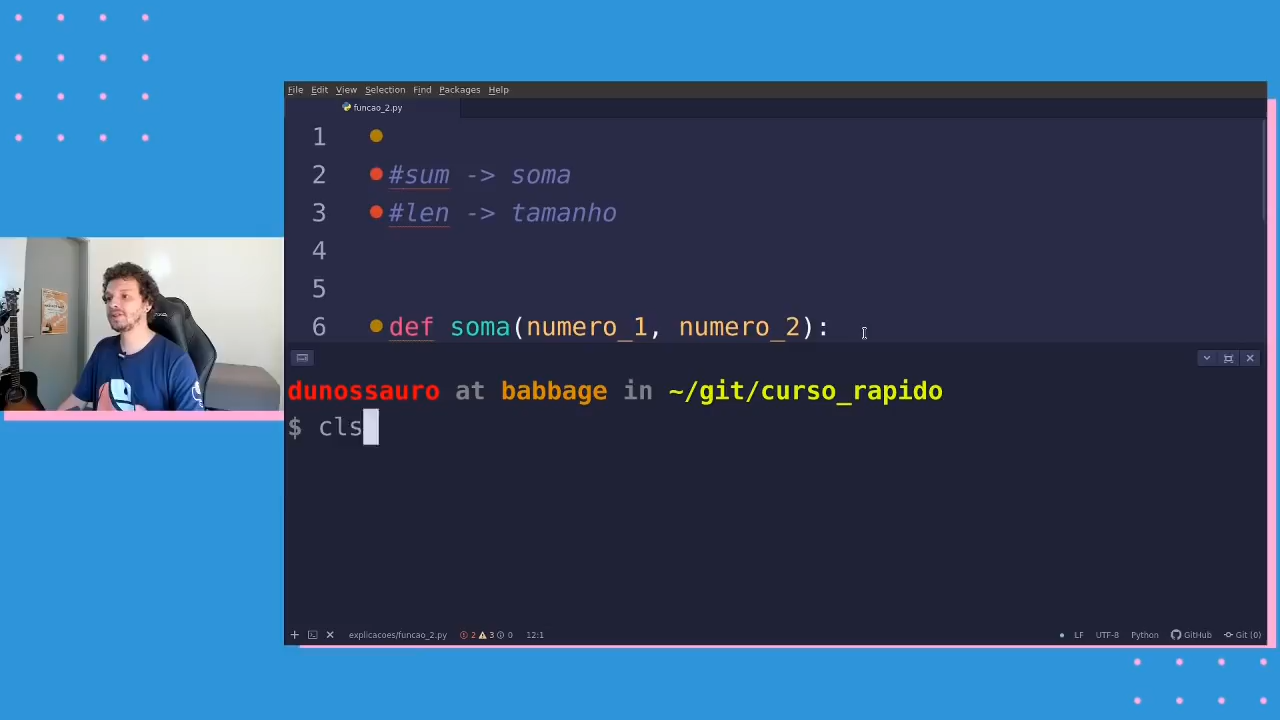 File Edit View Selection Find Packages Help
funcao_2.py
1
2 #sum -> soma
3 #len -> tamanho
4
5
6 def soma(numero_1, numero_2):
dunossauro at babbage in ~/git/curso_rapido
$ cls
explicacoes/funcao_2.py 2 3 0 12:1 LF UTF-8 Python GitHub Git (0)